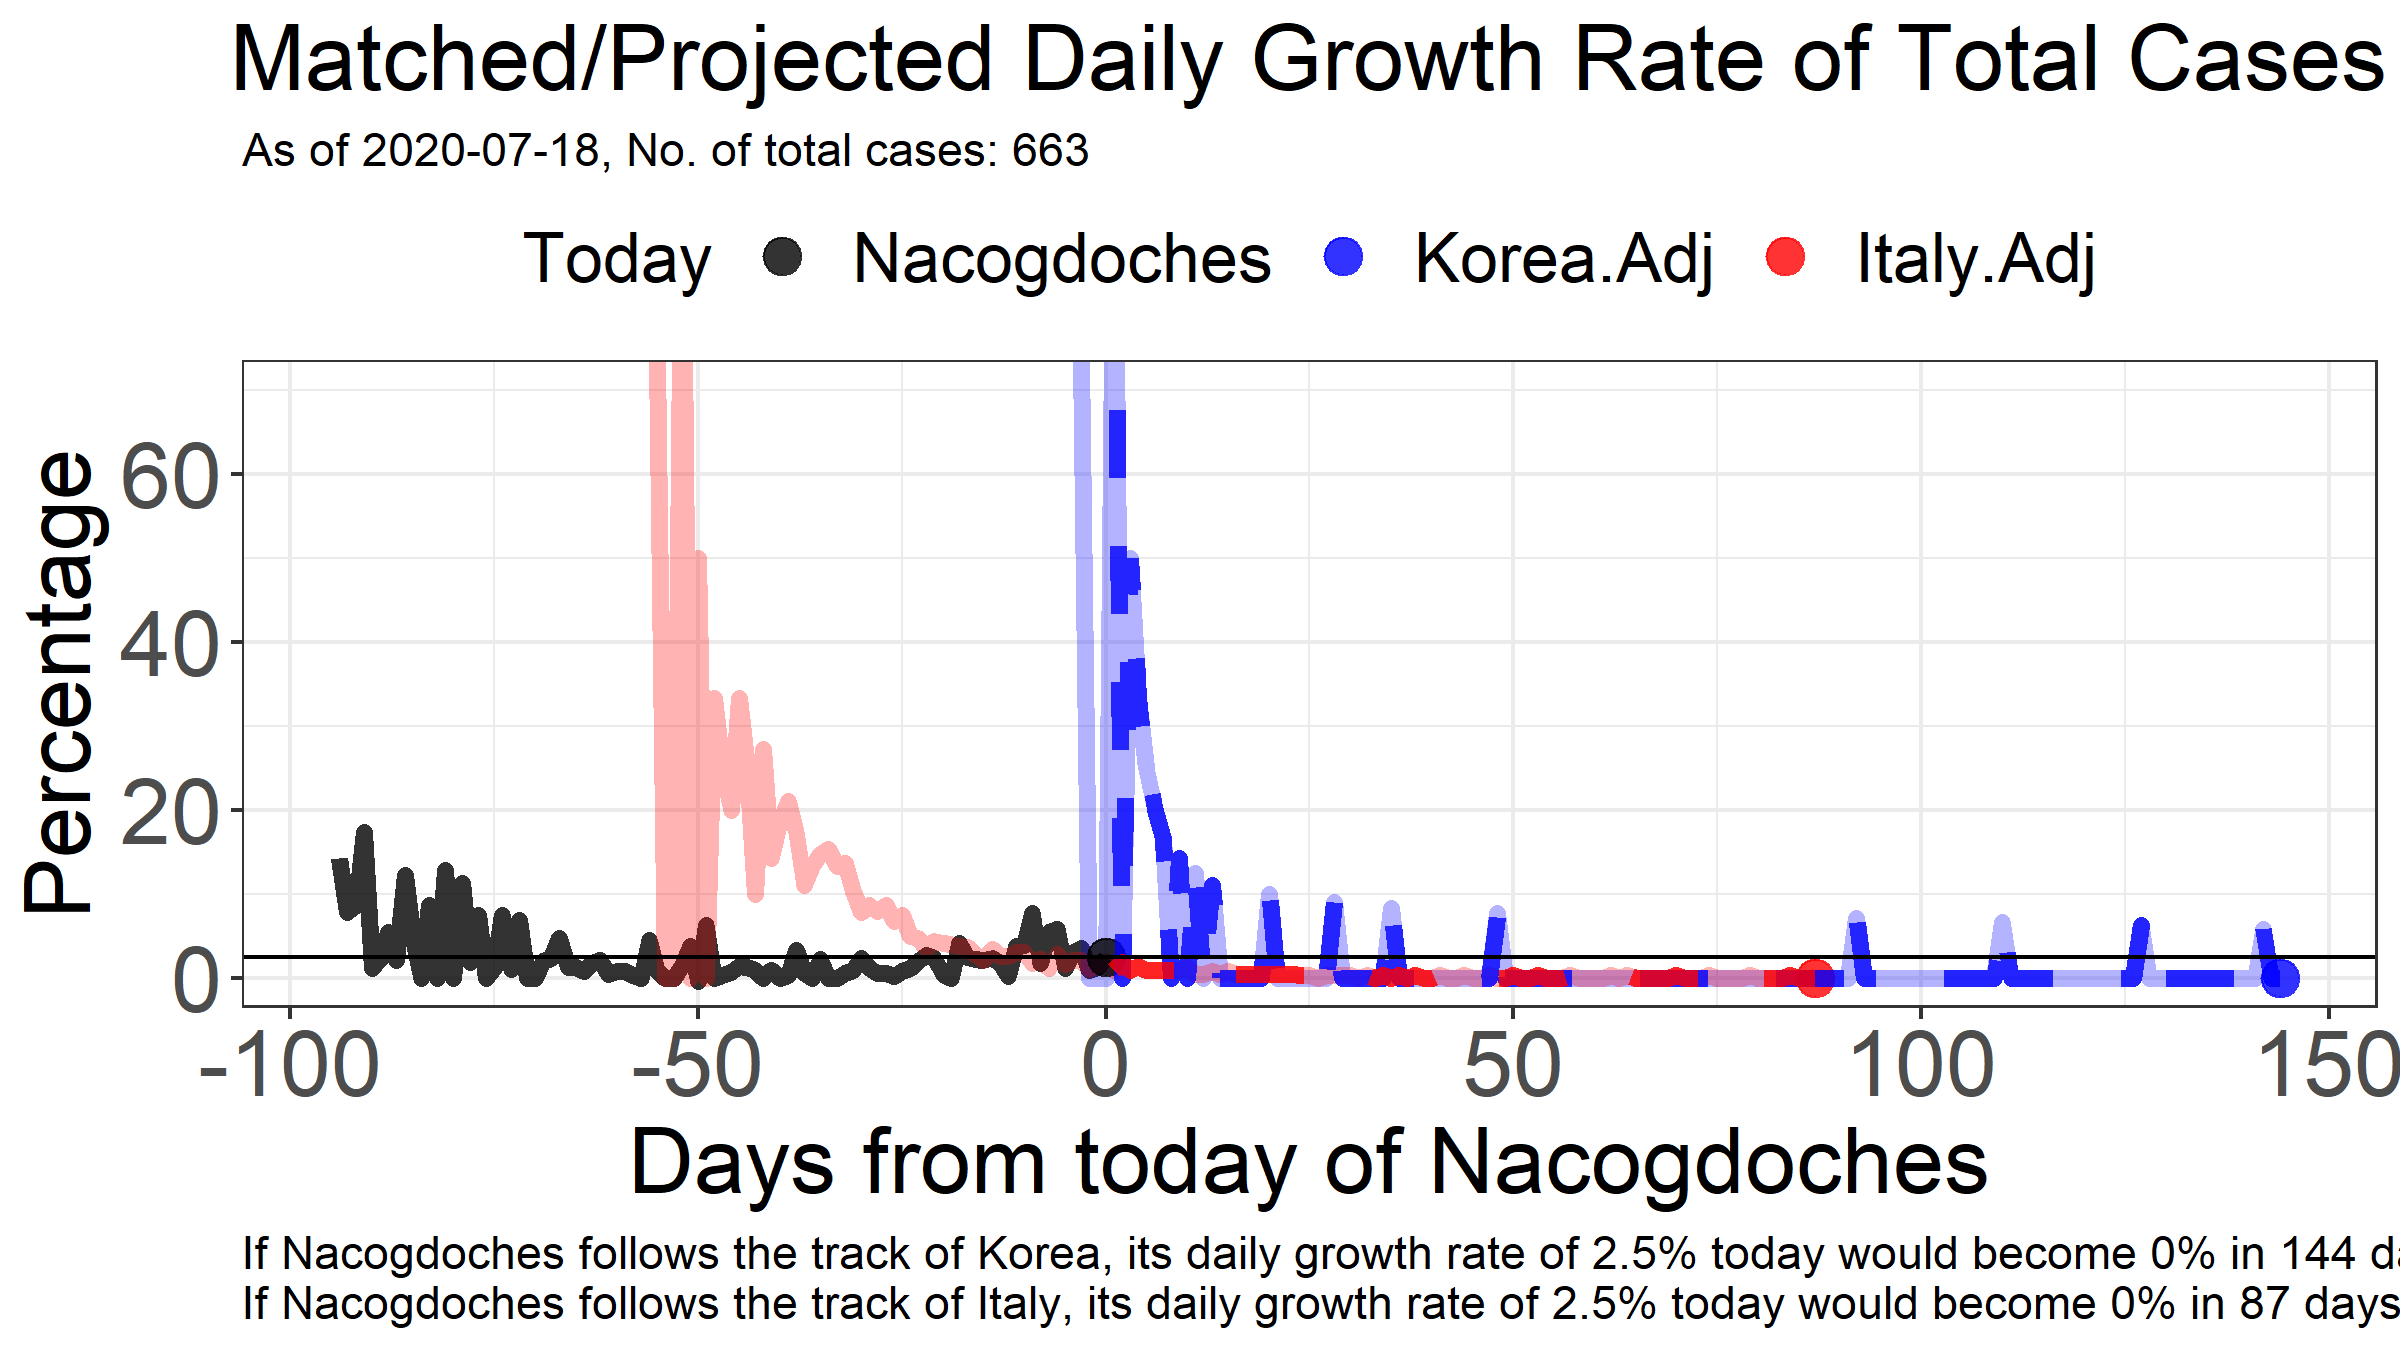 Matched/Projected Daily Growth Rate of Total Cases
As of 2020-07-18, No. of total cases: 663
Today Nacogdoches Korea.Adj Italy.Adj
Percentage
60
40
20
0
-100 -50 0 50 100 150
Days from today of Nacogdoches
If Nacogdoches follows the track of Korea, its daily growth rate of 2.5% today would become 0% in 144
If Nacogdoches follows the track of Italy, its daily growth rate of 2.5% today would become 0% in 87 days